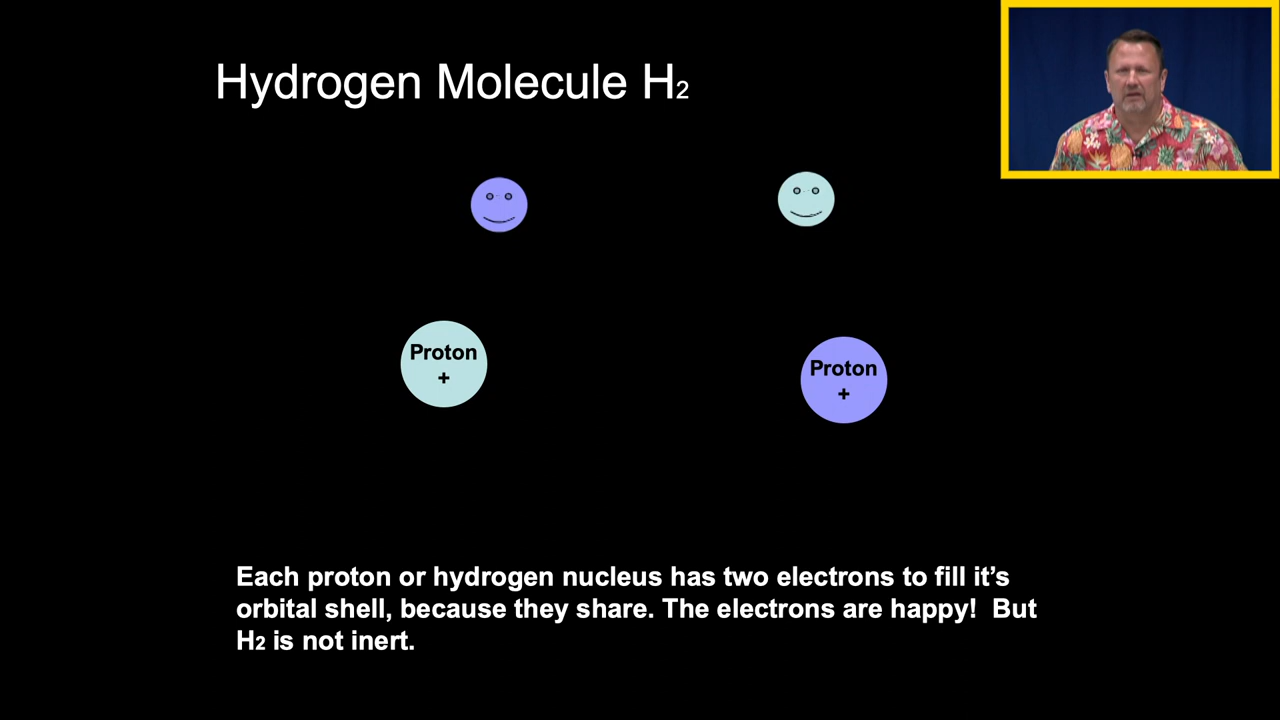 Hydrogen Molecule H2
Proton
+
Proton
+
Each proton or hydrogen nucleus has two electrons to fill it’s
orbital shell, because they share. The electrons are happy!  But
H2 is not inert.